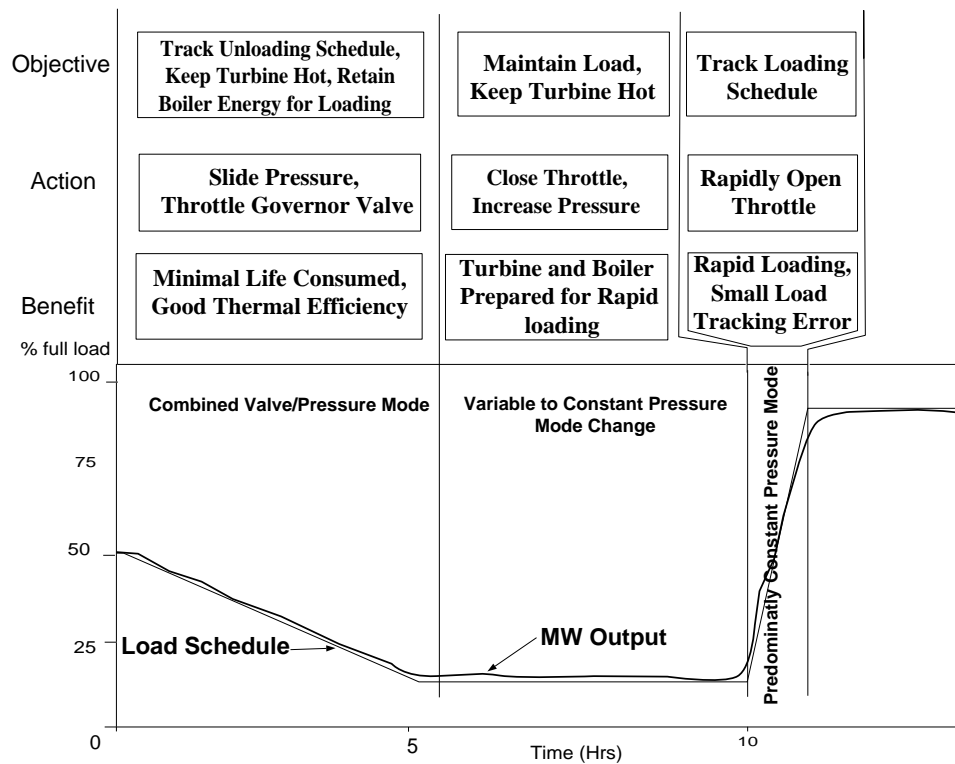 Objective
Track Unloading Schedule,
Keep Turbine Hot, Retain
Boiler Energy for Loading
Maintain Load,
Keep Turbine Hot
Track Loading
Schedule
Action
Slide Pressure,
Throttle Governor Valve
Close Throttle,
Increase Pressure
Rapidly Open
Throttle
Benefit
Minimal Life Consumed,
Good Thermal Efficiency
Turbine and Boiler
Prepared for Rapid
loading
Rapid Loading,
Small Load
Tracking Error
% full load
100
75
50
25
0
Combined Valve/Pressure Mode
Variable to Constant Pressure
Mode Change
Predominatly Constant Pressure Mode
Load Schedule
MW Output
5
10
Time (Hrs)